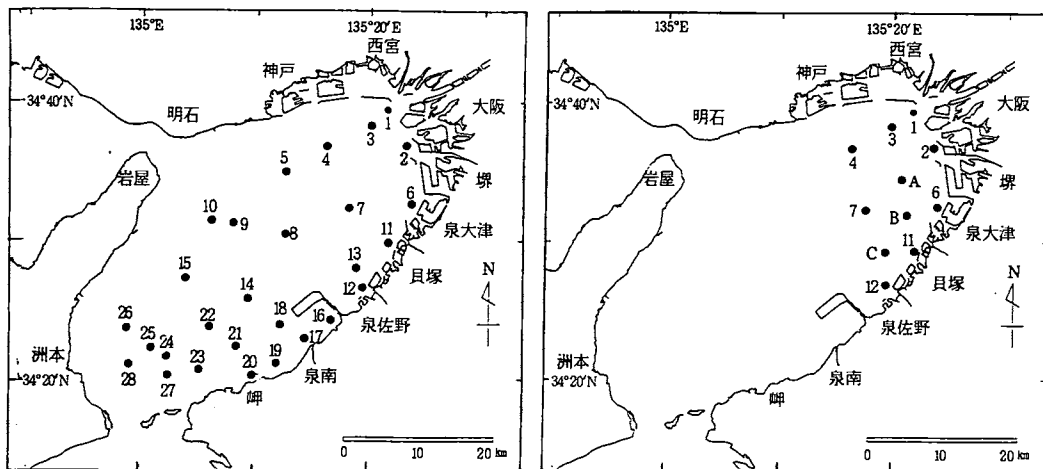 135°E
135°20′E
西宮
神戸
34°40′N
明石
大阪
1
3
2
4
5
堺
岩屋
6
7
10
9
8
泉大津
11
13
貝塚
12
15
14
N
26
22
18
16
泉佐野
25
24
21
17
洲本
23
19
20
泉南
28
27
34°20′N
岬
0 10 20 km
135°E
135°20′E
西宮
神戸
34°40′N
明石
大阪
1
3
2
4
A
堺
岩屋
7
6
B
泉大津
C
11
12
貝塚
N
泉佐野
洲本
泉南
34°20′N
岬
0 10 20 km